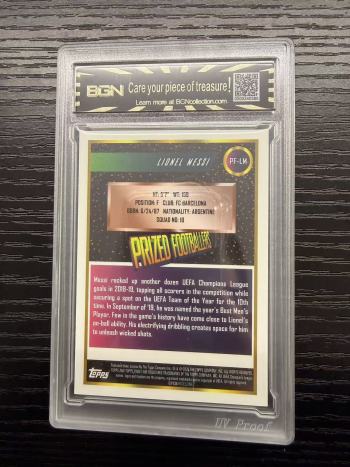 BGN
Care your piece of treasure!
Learn more at BGNcollection.com
LIONEL MESSI
PF-LM
HT: 5'7" WT: 159
POSITION: F CLUB: FC BARCELONA
BORN: 6/24/87 NATIONALITY: ARGENTINE
SQUAD NO: 10
PRIZED FOOTBALLERS
Messi racked up another dozen UEFA Champions League
goals in 2018-19, topping all scorers in the competition while
securing a spot on the UEFA Team of the Year for the 10th
time. In September of '19, he was named the year's Best Men's
Player. Few in the game's history have come close to Lionel's
on-ball ability. His electrifying dribbling creates space for him
to unleash wicked shots.
TOPPS
UV Proof